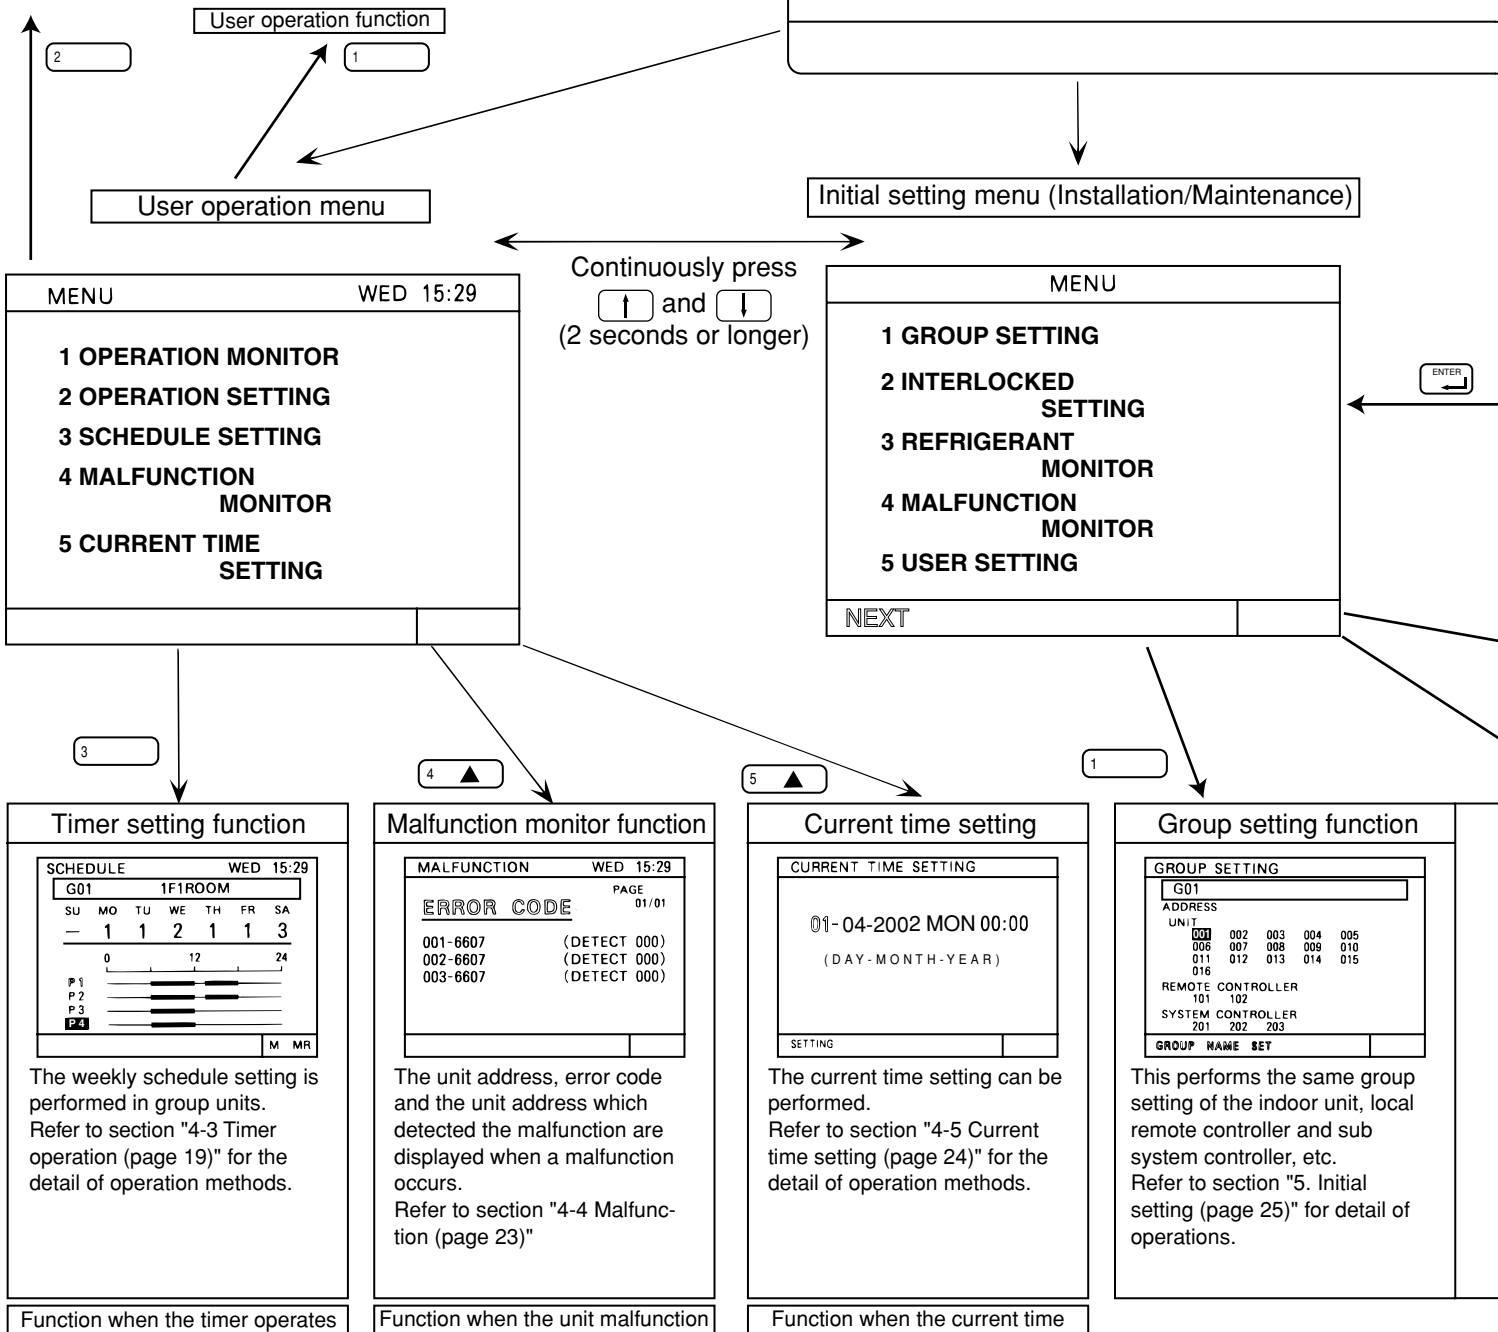 User operation function
2
1
User operation menu
Initial setting menu (Installation/Maintenance)
Continuously press
and
(2 seconds or longer)
MENU WED 15:29
1 OPERATION MONITOR
2 OPERATION SETTING
3 SCHEDULE SETTING
4 MALFUNCTION
MONITOR
5 CURRENT TIME
SETTING
MENU
1 GROUP SETTING
2 INTERLOCKED
SETTING
3 REFRIGERANT
MONITOR
4 MALFUNCTION
MONITOR
5 USER SETTING
NEXT
ENTER
3
4
5
1
Timer setting function
SCHEDULE WED 15:29
G01 1F1ROOM
SU MO TU WE TH FR SA
— 1 1 2 1 1 3
0 12 24
P1
P2
P3
P4
M MR
The weekly schedule setting is
performed in group units.
Refer to section "4-3 Timer
operation (page 19)" for the
detail of operation methods.
Function when the timer operates
Malfunction monitor function
MALFUNCTION WED 15:29
PAGE
ERROR CODE 01/01
001-6607 (DETECT 000)
002-6607 (DETECT 000)
003-6607 (DETECT 000)
The unit address, error code
and the unit address which
detected the malfunction are
displayed when a malfunction
occurs.
Refer to section "4-4 Malfunc-
tion (page 23)"
Function when the unit malfunction
Current time setting
CURRENT TIME SETTING
01-04-2002 MON 00:00
(DAY-MONTH-YEAR)
SETTING
The current time setting can be
performed.
Refer to section "4-5 Current
time setting (page 24)" for the
detail of operation methods.
Function when the current time
Group setting function
GROUP SETTING
G01
ADDRESS
UNIT
001 002 003 004 005
006 007 008 009 010
011 012 013 014 015
016
REMOTE CONTROLLER
101 102
SYSTEM CONTROLLER
201 202 203
GROUP NAME SET
This performs the same group
setting of the indoor unit, local
remote controller and sub
system controller, etc.
Refer to section "5. Initial
setting (page 25)" for detail of
operations.